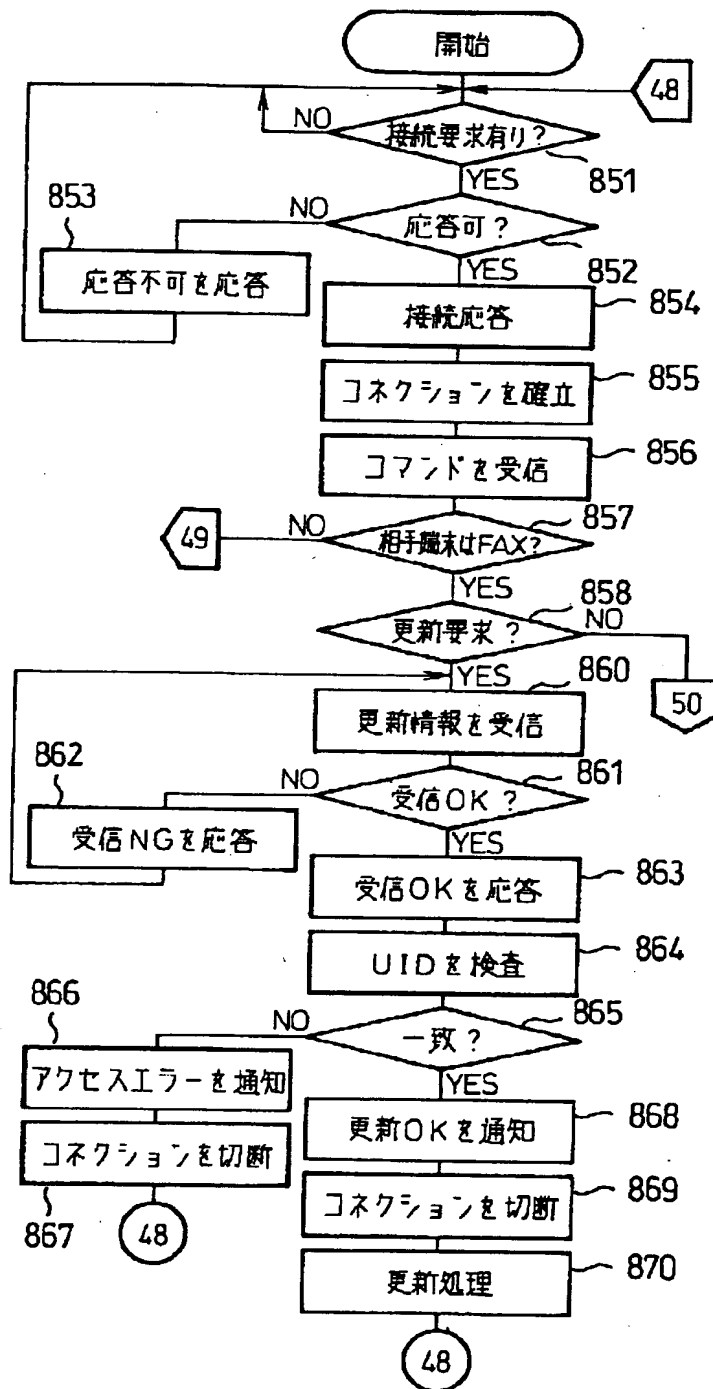 開始
48
NO
接続要求有り?
851
YES
853
NO
応答可?
852
応答不可を応答
YES
接続応答
854
コネクションを確立
855
コマンドを受信
856
49
NO
相手端末はFAX?
857
YES
858
更新要求?
NO
YES
860
50
更新情報を受信
862
NO
861
受信OK?
受信NGを応答
YES
受信OKを応答
863
UIDを検査
864
866
NO
865
一致?
アクセスエラーを通知
YES
更新OKを通知
868
コネクションを切断
867
48
コネクションを切断
869
更新処理
870
48